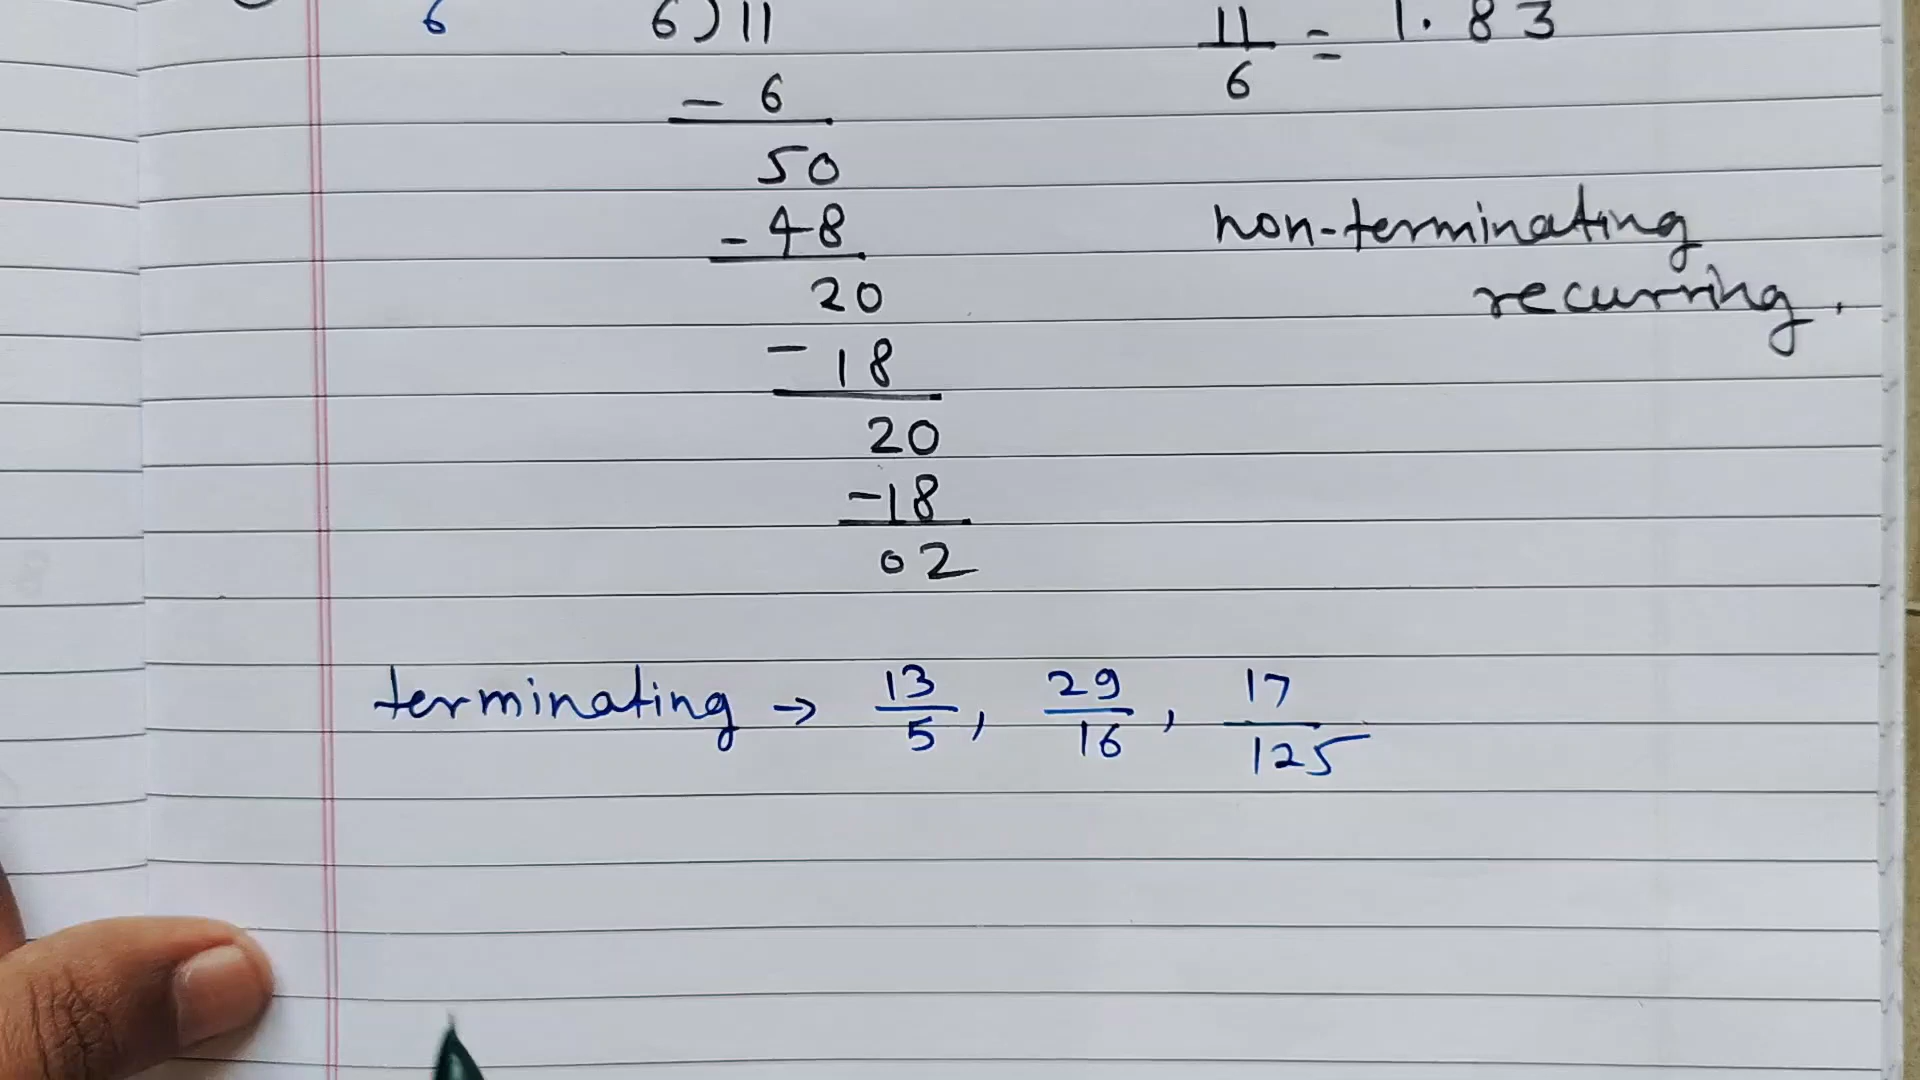 6 6)11 11/6 = 1.83
- 6
50
- 48
20
- 18
20
-18
02
non-terminating
recurring.
terminating → 13/5, 29/16, 17/125